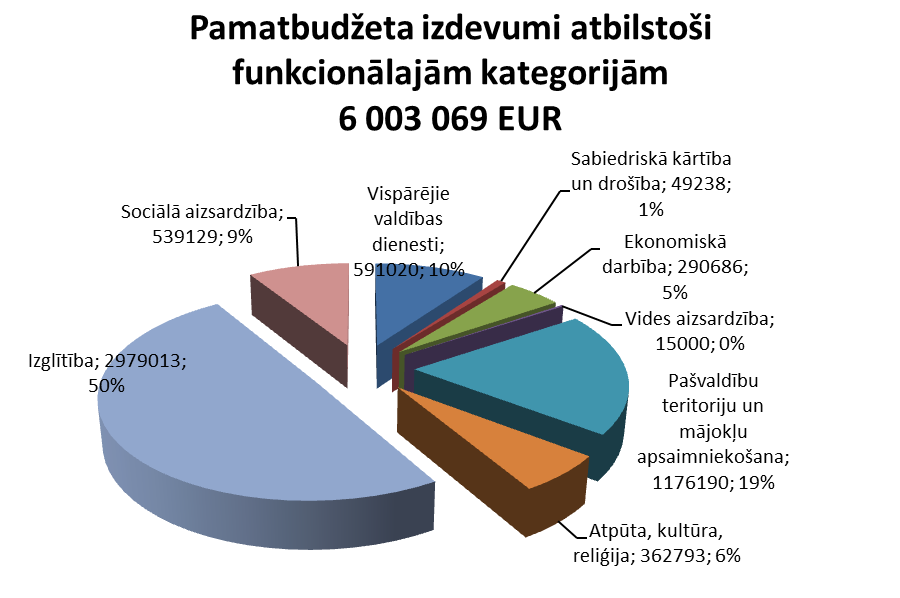 Pamatbudžeta izdevumi atbilstoši
funkcionālajām kategorijām
6 003 069 EUR
Vispārējie
valdības
dienesti;
591020; 10%
Sabiedriskā kārtība
un drošība; 49238;
1%
Ekonomiskā
darbība; 290686;
5%
Vides aizsardzība;
15000; 0%
Pašvaldību
teritoriju un
mājokļu
apsaimniekošana;
1176190; 19%
Atpūta, kultūra,
reliģija; 362793; 6%
Izglītība; 2979013;
50%
Sociālā aizsardzība;
539129; 9%